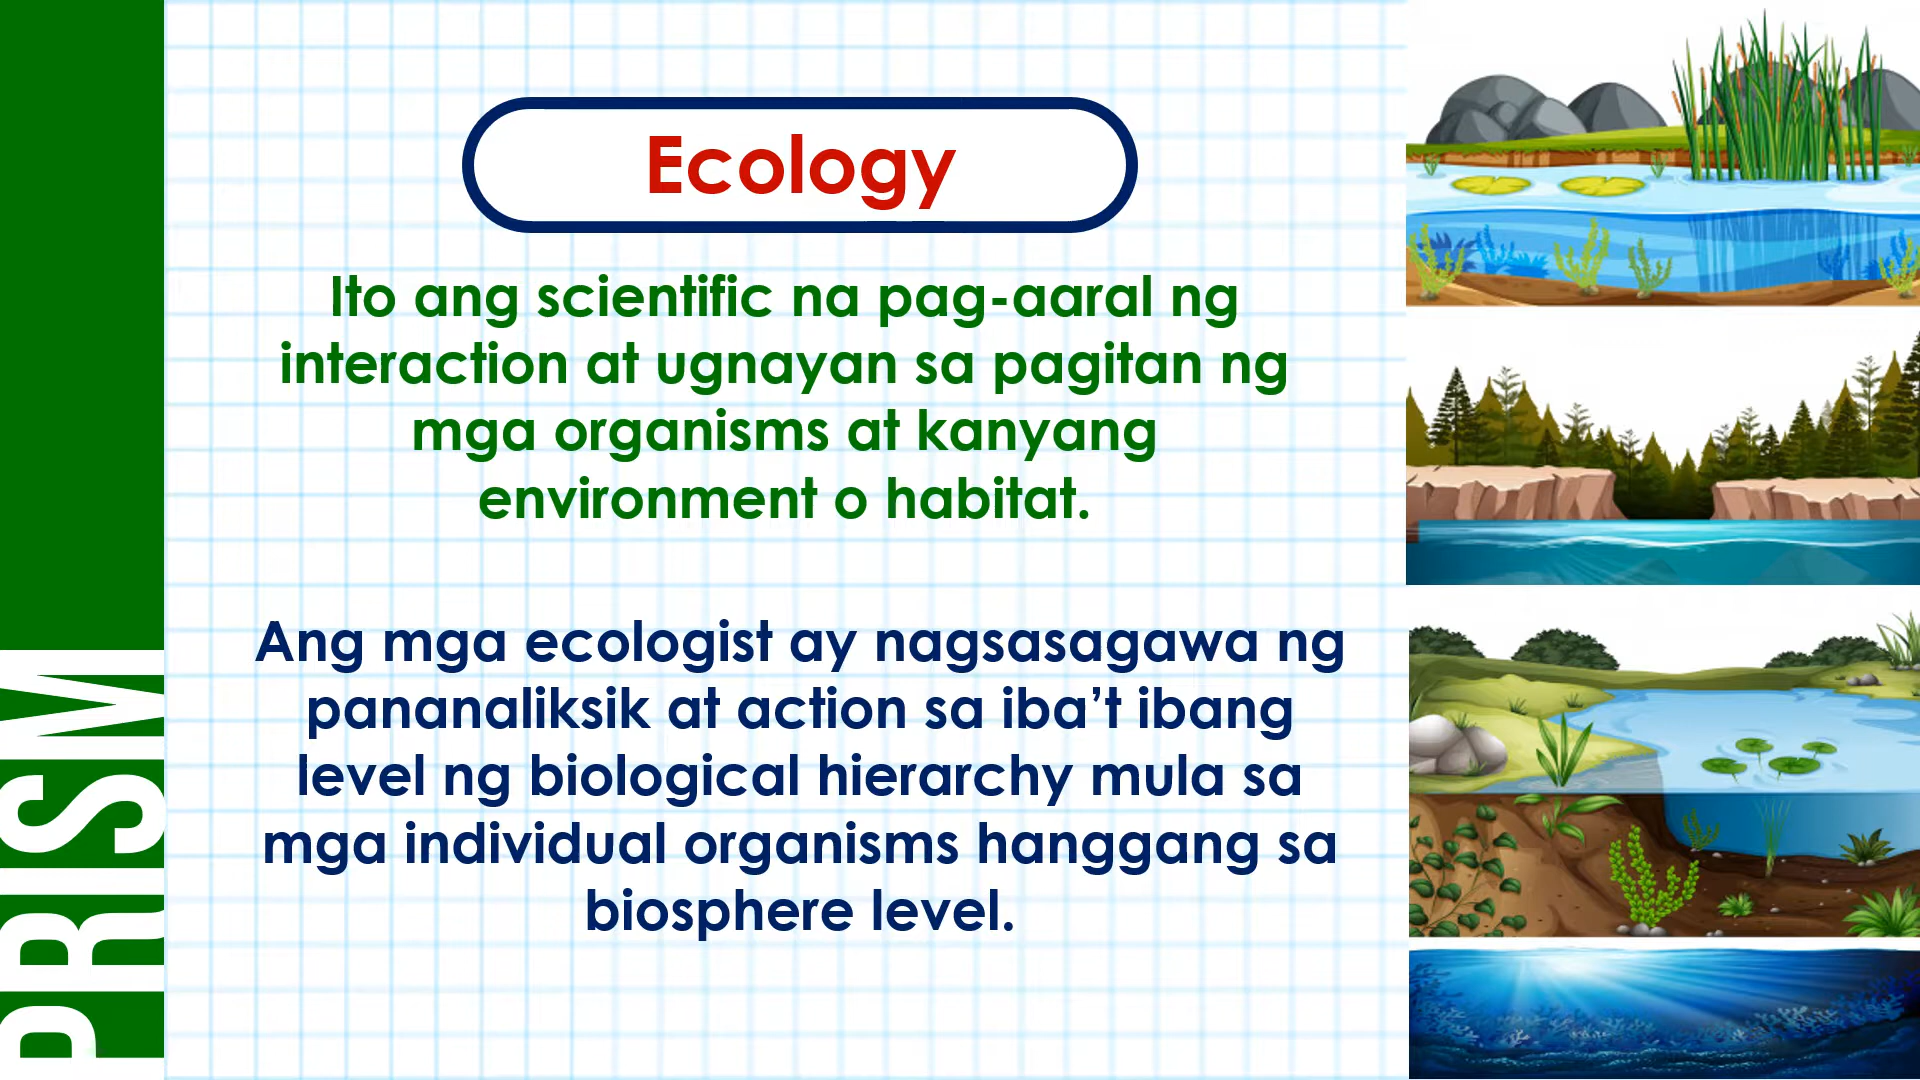 Ecology
Ito ang scientific na pag-aaral ng
interaction at ugnayan sa pagitan ng
mga organisms at kanyang
environment o habitat.
Ang mga ecologist ay nagsasagawa ng
pananaliksik at action sa iba’t ibang
level ng biological hierarchy mula sa
mga individual organisms hanggang sa
biosphere level.
PRISM